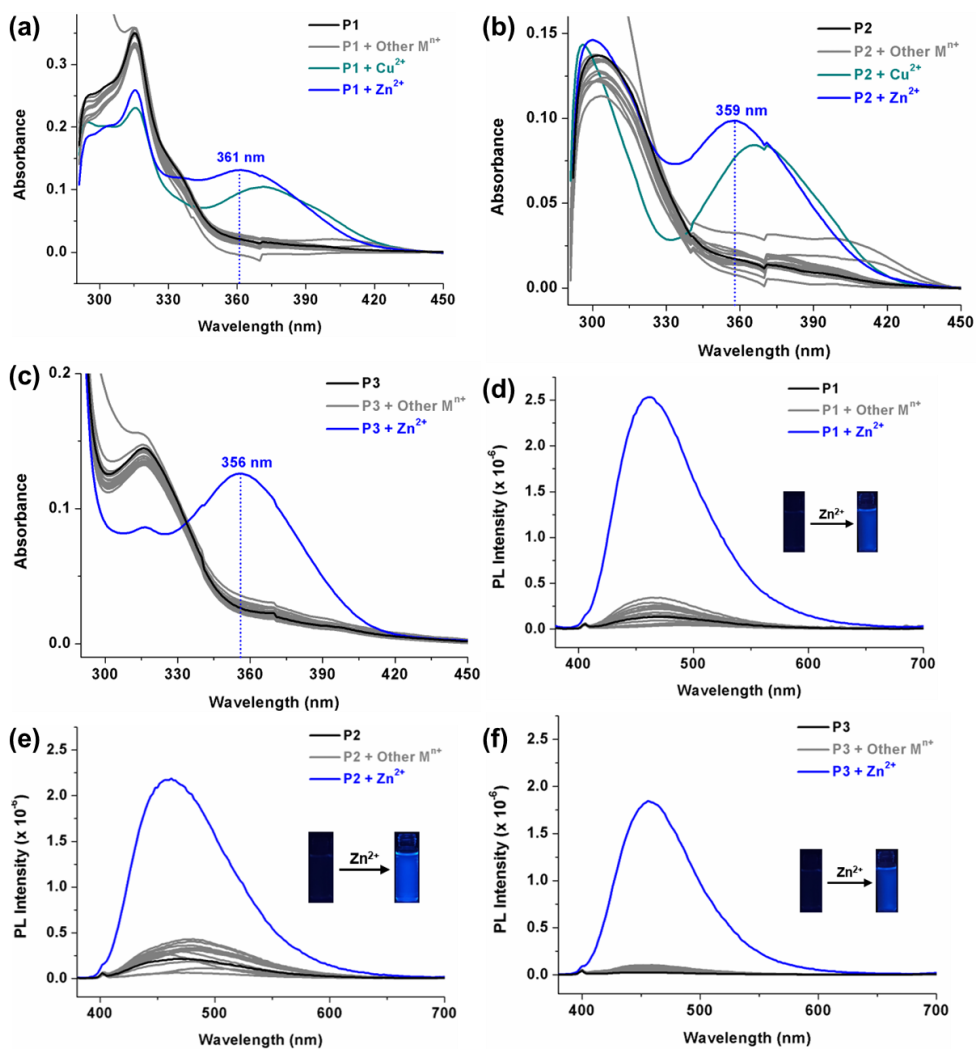 (a)
P1
P1 + Other Mⁿ⁺
P1 + Cu²⁺
P1 + Zn²⁺
361 nm
0.3
0.2
0.1
0.0
Absorbance
290 310 330 360 390 420 450
Wavelength (nm)
(b)
P2
P2 + Other Mⁿ⁺
P2 + Cu²⁺
P2 + Zn²⁺
359 nm
0.15
0.10
0.05
0.00
Absorbance
300 330 360 390 420 450
Wavelength (nm)
(c)
P3
P3 + Other Mⁿ⁺
P3 + Zn²⁺
356 nm
0.2
0.1
0.0
Absorbance
300 330 360 390 420 450
Wavelength (nm)
(d)
P1
P1 + Other Mⁿ⁺
P1 + Zn²⁺
Zn²⁺
2.5
2.0
1.5
1.0
0.5
0.0
PL Intensity (x 10⁻⁶)
400 500 600 700
Wavelength (nm)
(e)
P2
P2 + Other Mⁿ⁺
P2 + Zn²⁺
Zn²⁺
2.5
2.0
1.5
1.0
0.5
0.0
PL Intensity (x 10⁻⁶)
400 500 600 700
Wavelength (nm)
(f)
P3
P3 + Other Mⁿ⁺
P3 + Zn²⁺
Zn²⁺
2.5
2.0
1.5
1.0
0.5
0.0
PL Intensity (x 10⁻⁶)
400 500 600 700
Wavelength (nm)